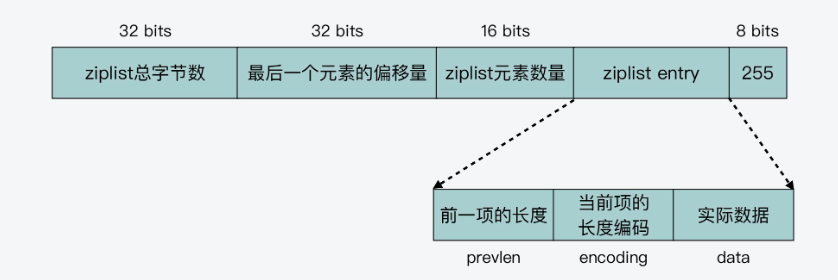 32 bits
32 bits
16 bits
8 bits
ziplist总字节数
最后一个元素的偏移量
ziplist元素数量
ziplist entry
255
前一项的长度
当前项的
长度编码
实际数据
prevlen
encoding
data